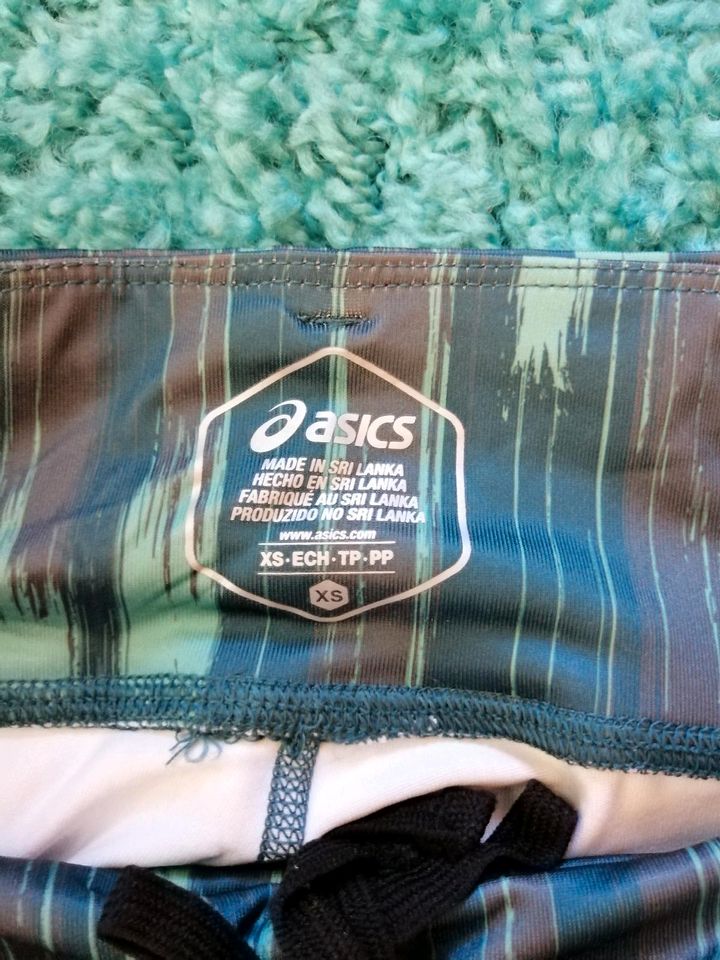 asics
MADE IN SRI LANKA
HECHO EN SRI LANKA
FABRIQUÉ AU SRI LANKA
PRODUZIDO NO SRI LANKA
www.asics.com
XS·ECH·TP·PP
XS